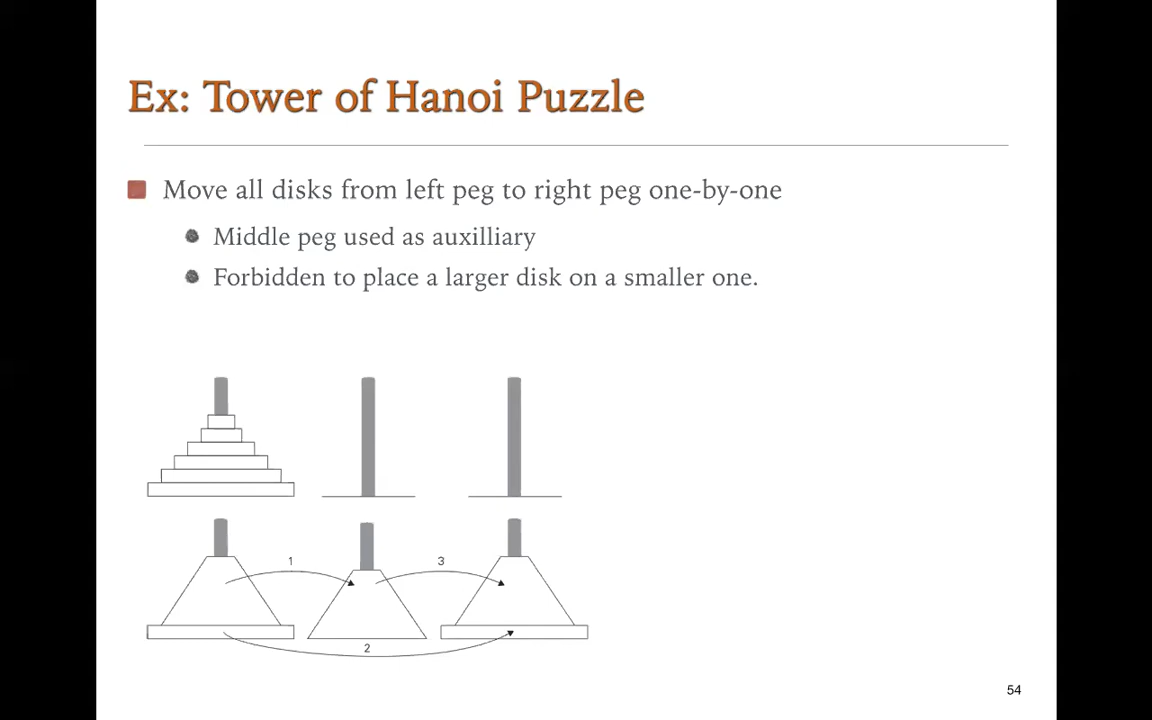 Ex: Tower of Hanoi Puzzle
Move all disks from left peg to right peg one-by-one
Middle peg used as auxilliary
Forbidden to place a larger disk on a smaller one.
1
3
2
54